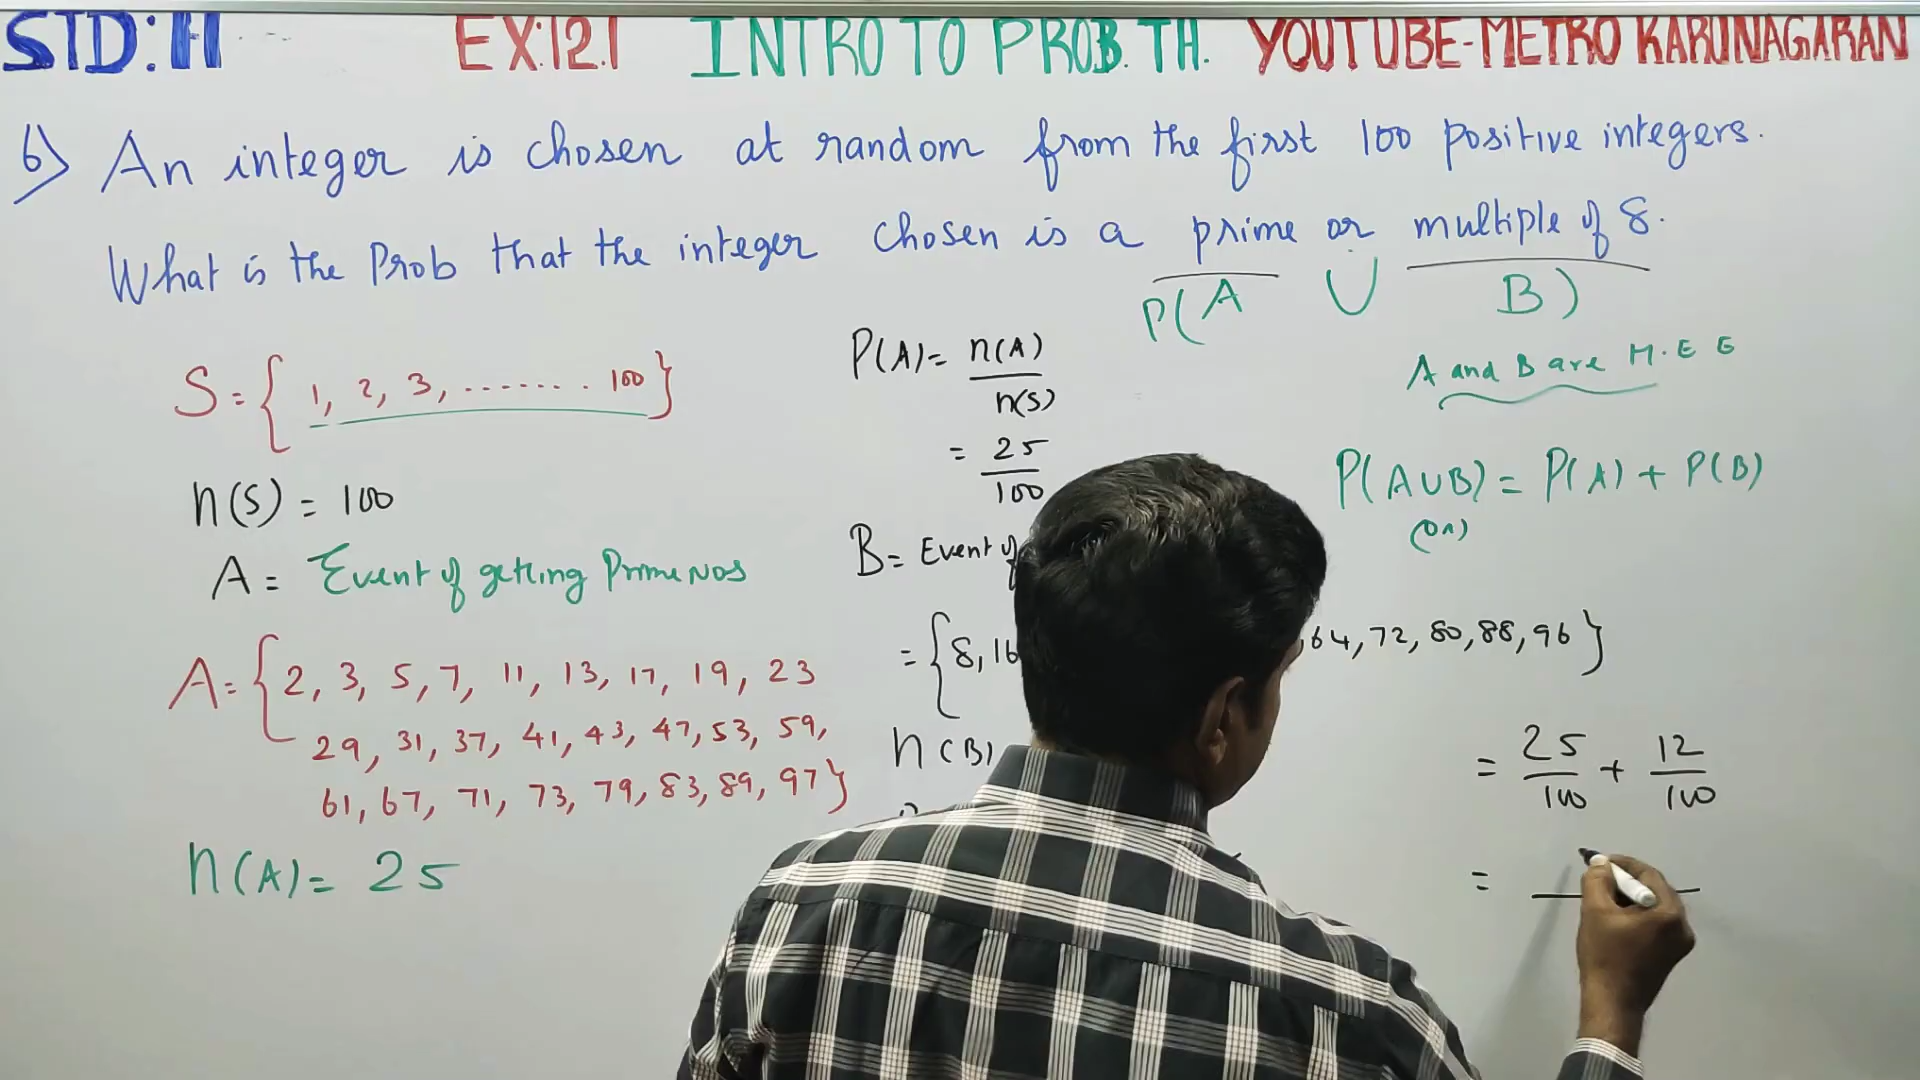 STD:11 EX:12.1 INTRO TO PROB. TH. YOUTUBE-METRO KARUNAGARAN
6) An integer is chosen at random from the first 100 positive integers.
What is the Prob that the integer chosen is a prime or multiple of 8.
P(A ∪ B)
A and B are M.E E
S = { 1, 2, 3, ........ 100 }
n(S) = 100
A = Event of getting Prime Nos
A = { 2, 3, 5, 7, 11, 13, 17, 19, 23
29, 31, 37, 41, 43, 47, 53, 59,
61, 67, 71, 73, 79, 83, 89, 97 }
n(A) = 25
P(A) = n(A) / n(S)
= 25 / 100
B = Event of
= { 8, 16 64, 72, 80, 88, 96 }
n(B)
P(A∪B) = P(A) + P(B)
(or)
= 25/100 + 12/100
=